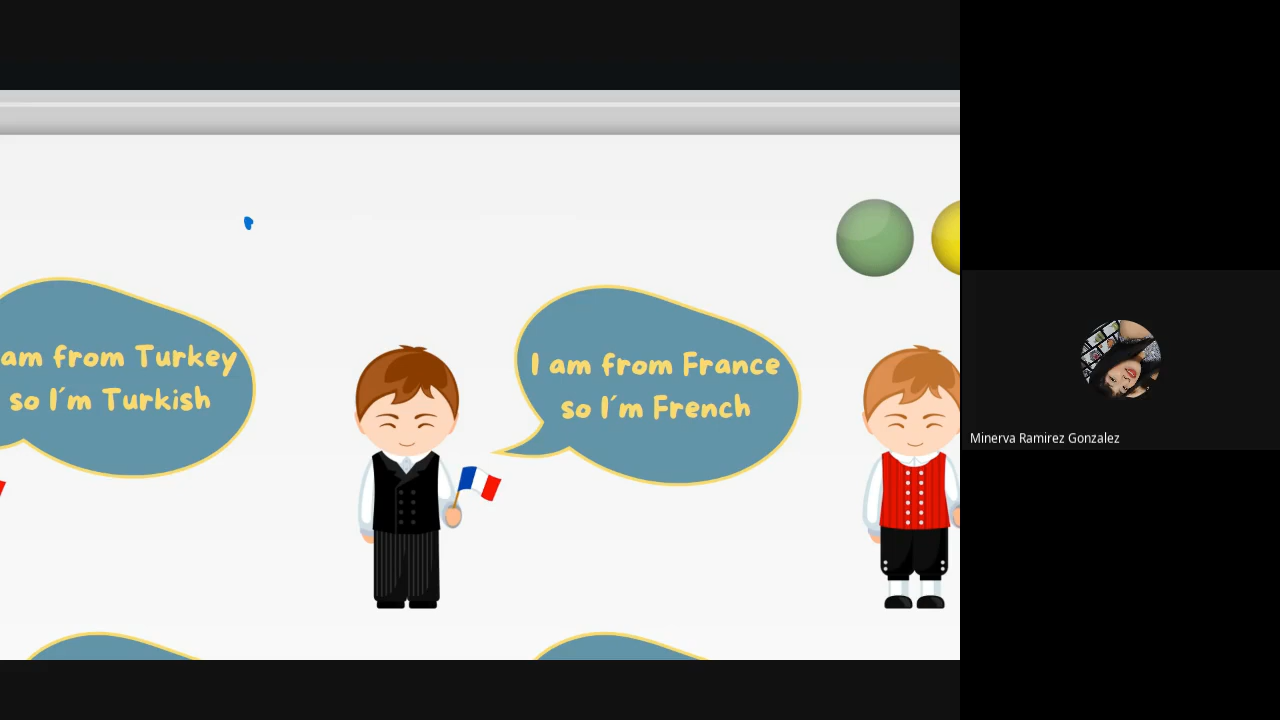 am from Turkey
so I´m Turkish
I am from France
so I´m French
Minerva Ramirez Gonzalez